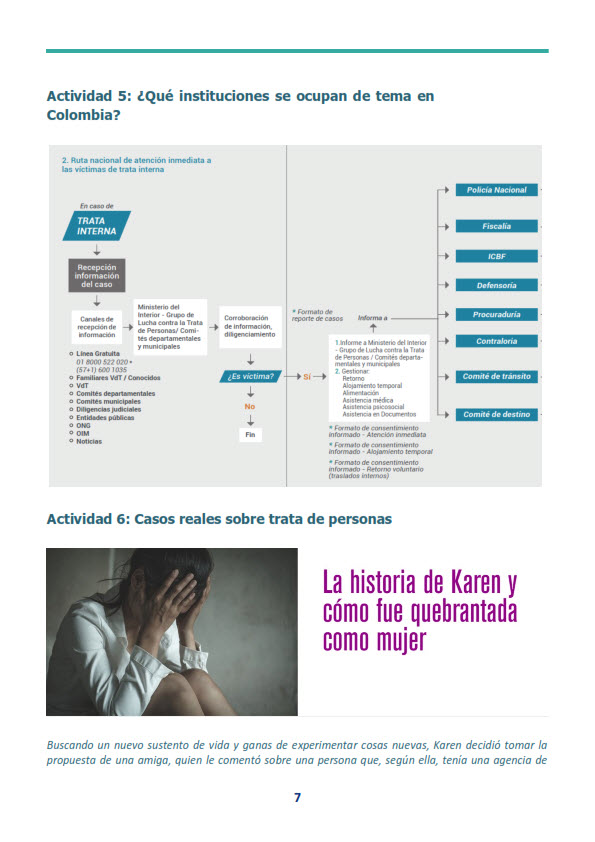 Actividad 5: ¿Qué instituciones se ocupan de tema en
Colombia?
2. Ruta nacional de atención inmediata a
las víctimas de trata interna
En caso de
TRATA
INTERNA
Recepción
información
del caso
Canales de
recepción de
información
Línea Gratuita
01 8000 522 020 •
(57+1) 600 1035
Familiares VdT / Conocidos
VdT
Comités departamentales
Comités municipales
Diligencias judiciales
Entidades públicas
ONG
OIM
Noticias
Ministerio del
Interior - Grupo de
Lucha contra la Trata
de Personas/ Comi-
tés departamentales
y municipales
Corroboración
de información,
diligenciamiento
¿Es víctima?
No
Fin
Sí
* Formato de
reporte de casos
Informa a
1.Informe a Ministerio del Interior
- Grupo de Lucha contra la Trata
de Personas / Comités departa-
mentales y municipales
2. Gestionar:
Retorno
Alojamiento temporal
Alimentación
Asistencia médica
Asistencia psicosocial
Asistencia en Documentos
* Formato de consentimiento
Informado - Atención inmediata
* Formato de consentimiento
Informado - Alojamiento temporal
* Formato de consentimiento
Informado - Retorno voluntario
(traslados internos)
Policía Nacional
Fiscalía
ICBF
Defensoría
Procuraduría
Contraloría
Comité de tránsito
Comité de destino
Actividad 6: Casos reales sobre trata de personas
La historia de Karen y
cómo fue quebrantada
como mujer
Buscando un nuevo sustento de vida y ganas de experimentar cosas nuevas, Karen decidió tomar la
propuesta de una amiga, quien le comentó sobre una persona que, según ella, tenía una agencia de
7